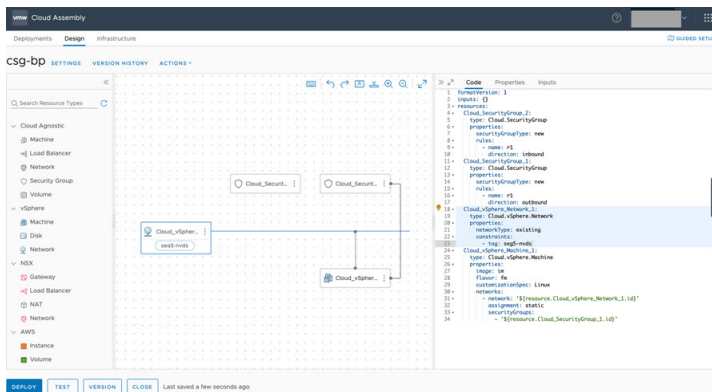 vmw Cloud Assembly
Deployments Design Infrastructure
GUIDED SETU
csg-bp SETTINGS VERSION HISTORY ACTIONS
Search Resource Types
Cloud Agnostic
Machine
Load Balancer
Network
Security Group
Volume
vSphere
Machine
Disk
Network
NSX
Gateway
Load Balancer
NAT
Network
AWS
Instance
Volume
Cloud_Securit...
Cloud_Securit...
Cloud_vSpher...
seg5-nvds
Cloud_vSpher...
Code Properties Inputs
1 formatVersion: 1
2 inputs: {}
3 resources:
4 Cloud_SecurityGroup_2:
5 type: Cloud.SecurityGroup
6 properties:
7 securityGroupType: new
8 rules:
9 - name: r1
10 direction: inbound
11 Cloud_SecurityGroup_1:
12 type: Cloud.SecurityGroup
13 properties:
14 securityGroupType: new
15 rules:
16 - name: r1
17 direction: outbound
18 Cloud_vSphere_Network_1:
19 type: Cloud.vSphere.Network
20 properties:
21 networkType: existing
22 constraints:
23 - tag: seg5-nvds
24 Cloud_vSphere_Machine_1:
25 type: Cloud.vSphere.Machine
26 properties:
27 image: im
28 flavor: fm
29 customizationSpec: Linux
30 networks:
31 - network: '${resource.Cloud_vSphere_Network_1.id}'
32 assignment: static
33 securityGroups:
34 - '${resource.Cloud_SecurityGroup_1.id}'
DEPLOY TEST VERSION CLOSE Last saved a few seconds ago